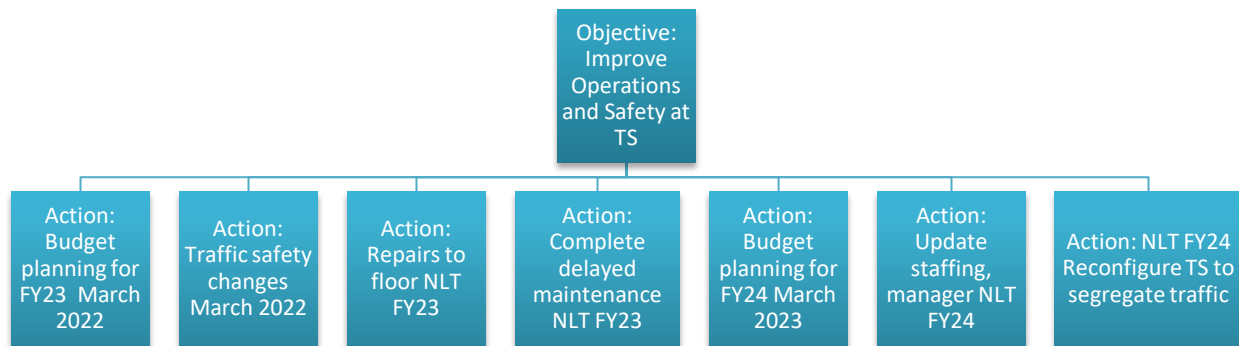 Objective:
Improve
Operations
and Safety at
TS
Action:
Budget
planning for
FY23 March
2022
Action:
Traffic safety
changes
March 2022
Action:
Repairs to
floor NLT
FY23
Action:
Complete
delayed
maintenance
NLT FY23
Action:
Budget
planning for
FY24 March
2023
Action:
Update
staffing,
manager NLT
FY24
Action: NLT FY24
Reconfigure TS to
segregate traffic